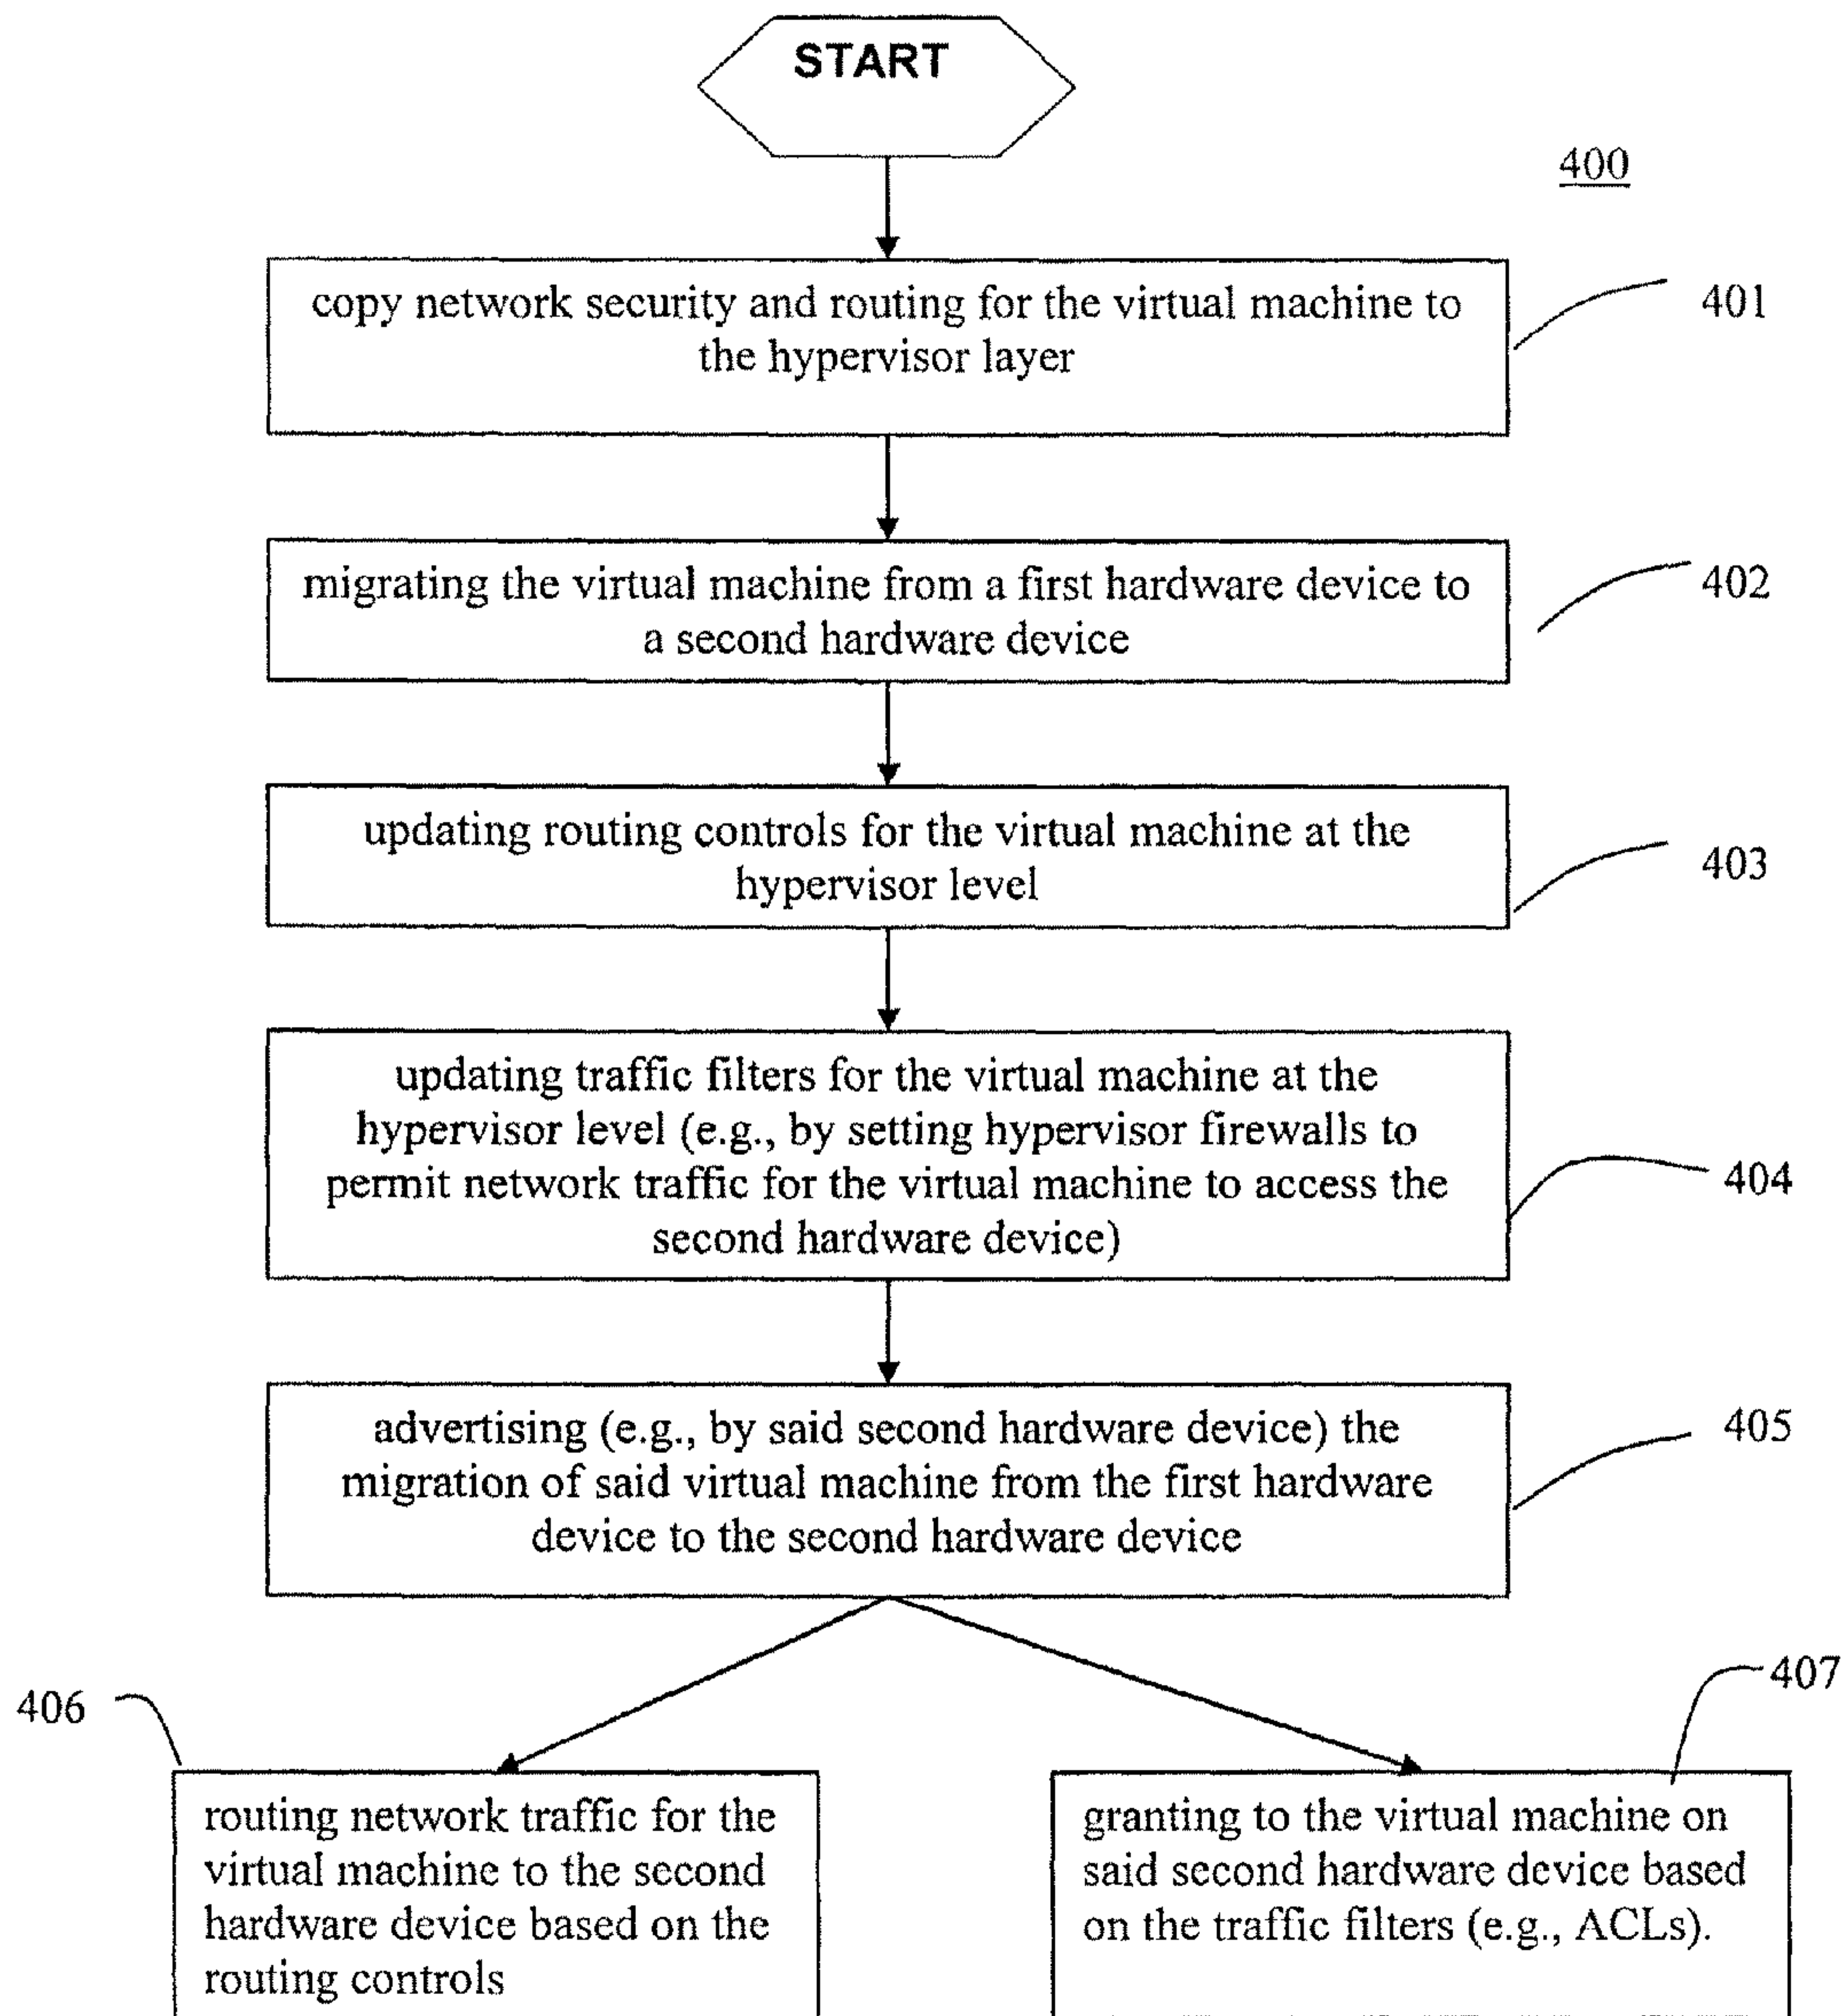 START
400
copy network security and routing for the virtual machine to
the hypervisor layer
401
migrating the virtual machine from a first hardware device to
a second hardware device
402
updating routing controls for the virtual machine at the
hypervisor level
403
updating traffic filters for the virtual machine at the
hypervisor level (e.g., by setting hypervisor firewalls to
permit network traffic for the virtual machine to access the
second hardware device)
404
advertising (e.g., by said second hardware device) the
migration of said virtual machine from the first hardware
device to the second hardware device
405
406
routing network traffic for the
virtual machine to the second
hardware device based on the
routing controls
407
granting to the virtual machine on
said second hardware device based
on the traffic filters (e.g., ACLs).